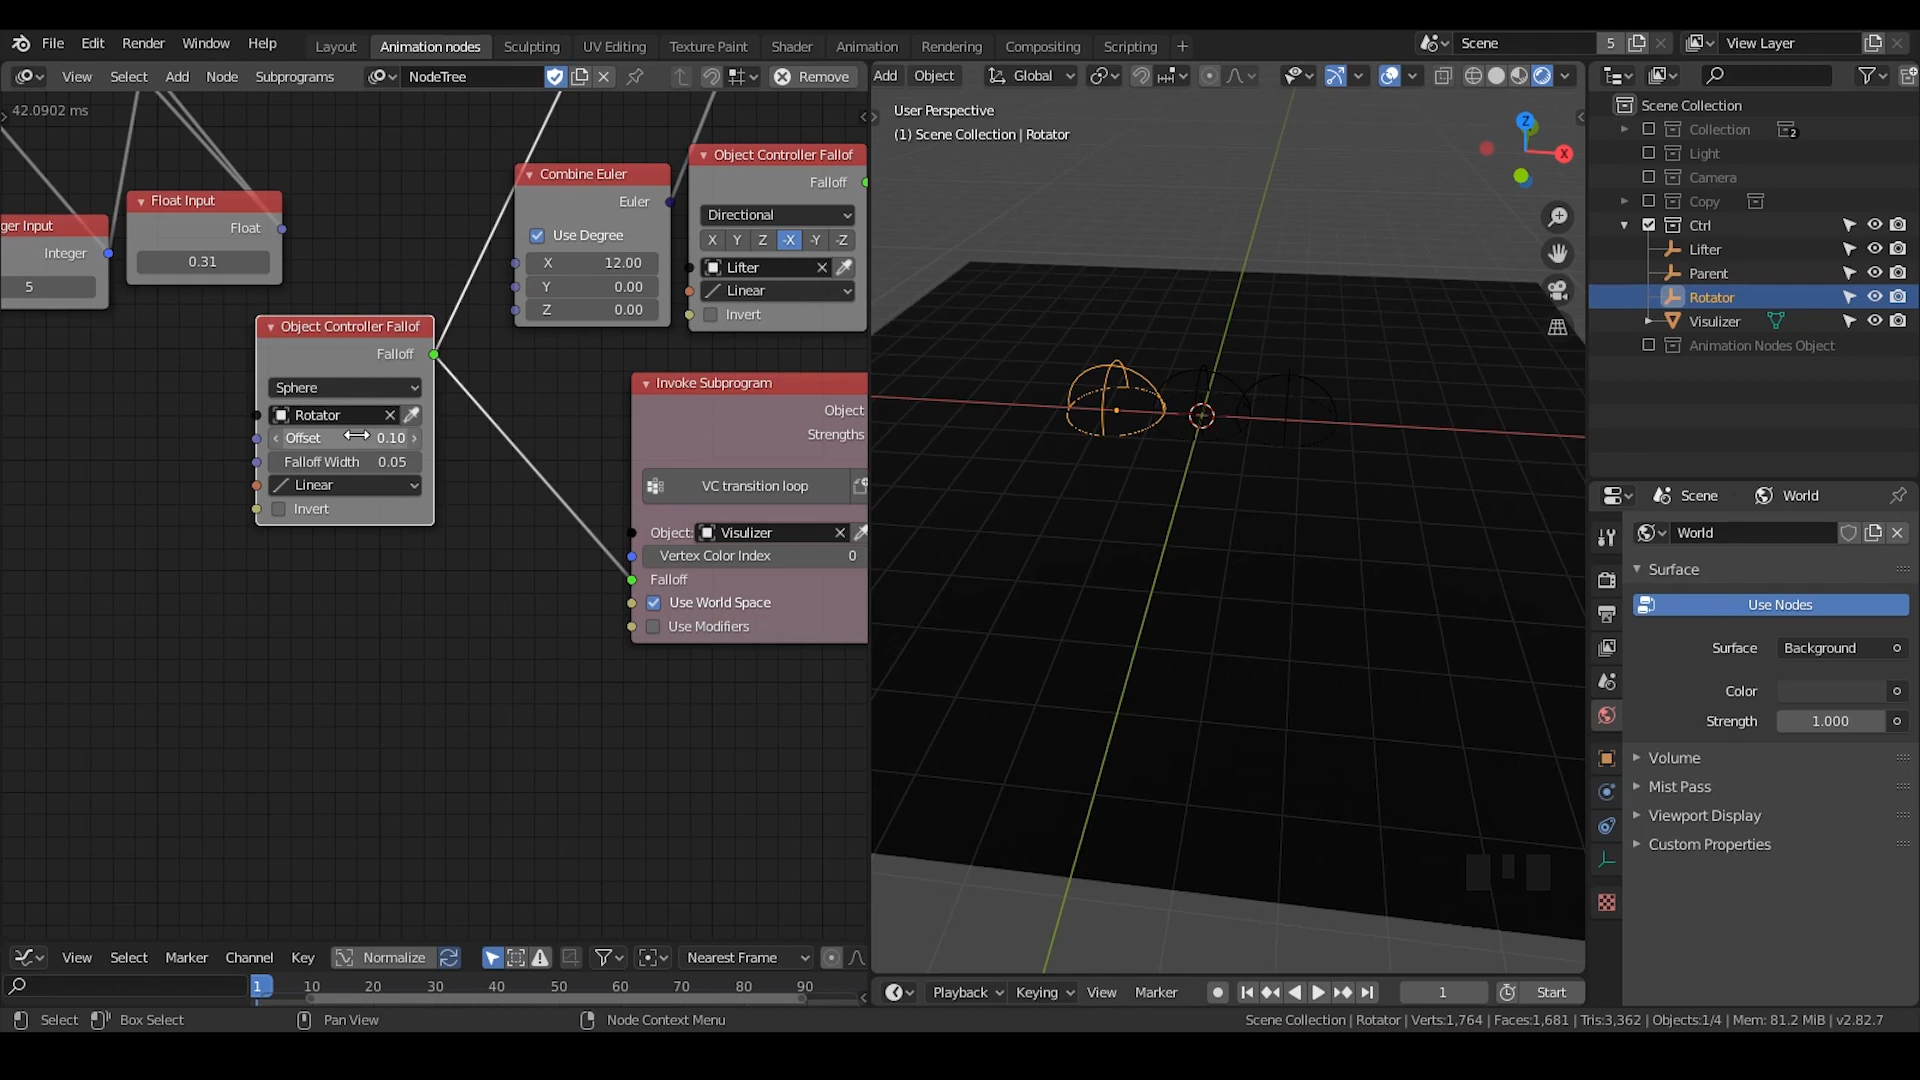 File Edit Render Window Help
Layout Animation nodes Sculpting UV Editing Texture Paint Shader Animation Rendering Compositing Scripting +
Scene 5 View Layer
View Select Add Node Subprograms NodeTree Remove
Add Object Global
42.0902 ms
User Perspective
(1) Scene Collection | Rotator
Z
X
ger Input
Integer
5
Float Input
Float
0.31
Combine Euler
Euler
Use Degree
X 12.00
Y 0.00
Z 0.00
Object Controller Fallof
Falloff
Directional
X Y Z -X -Y -Z
Lifter
Linear
Invert
Object Controller Fallof
Falloff
Sphere
Rotator
Offset 0.10
Falloff Width 0.05
Linear
Invert
Invoke Subprogram
Object
Strengths
VC transition loop
Object: Visulizer
Vertex Color Index 0
Falloff
Use World Space
Use Modifiers
Scene Collection
Collection 2
Light
Camera
Copy
Ctrl
Lifter
Parent
Rotator
Visulizer
Animation Nodes Object
Scene World
World
Surface
Use Nodes
Surface Background
Color
Strength 1.000
Volume
Mist Pass
Viewport Display
Custom Properties
View Select Marker Channel Key Normalize Nearest Frame
1 10 20 30 40 50 60 70 80 90
Playback Keying View Marker 1 Start
Select Box Select Pan View Node Context Menu
Scene Collection | Rotator | Verts:1,764 | Faces:1,681 | Tris:3,362 | Objects:1/4 | Mem: 81.2 MiB | v2.82.7